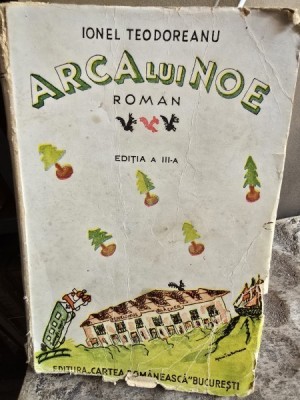 IONEL TEODOREANU
ARCA LUI NOE
ROMAN
EDIȚIA A III-A
EDITURA „CARTEA ROMÂNEASCĂ" BUCUREȘTI